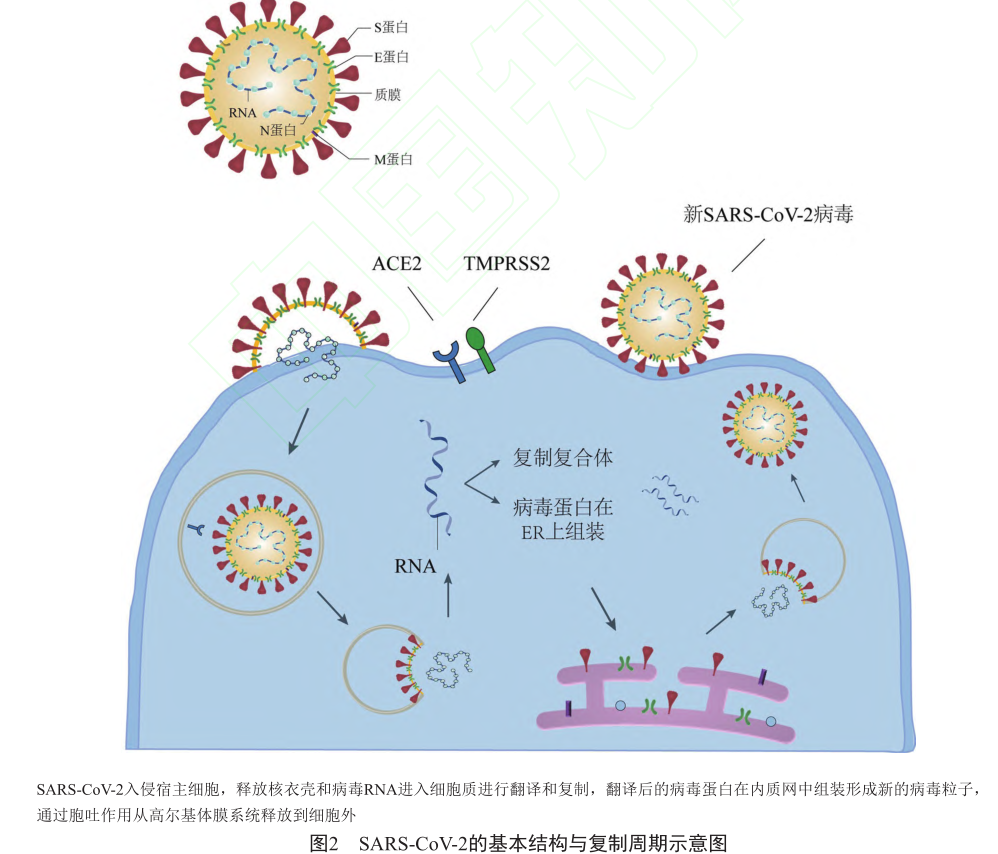 S蛋白
E蛋白
质膜
RNA
N蛋白
M蛋白
新SARS-CoV-2病毒
ACE2
TMPRSS2
复制复合体
病毒蛋白在
ER上组装
RNA
SARS-CoV-2入侵宿主细胞，释放核衣壳和病毒RNA进入细胞质进行翻译和复制，翻译后的病毒蛋白在内质网中组装形成新的病毒粒子，
通过胞吐作用从高尔基体膜系统释放到细胞外
图2 SARS-CoV-2的基本结构与复制周期示意图